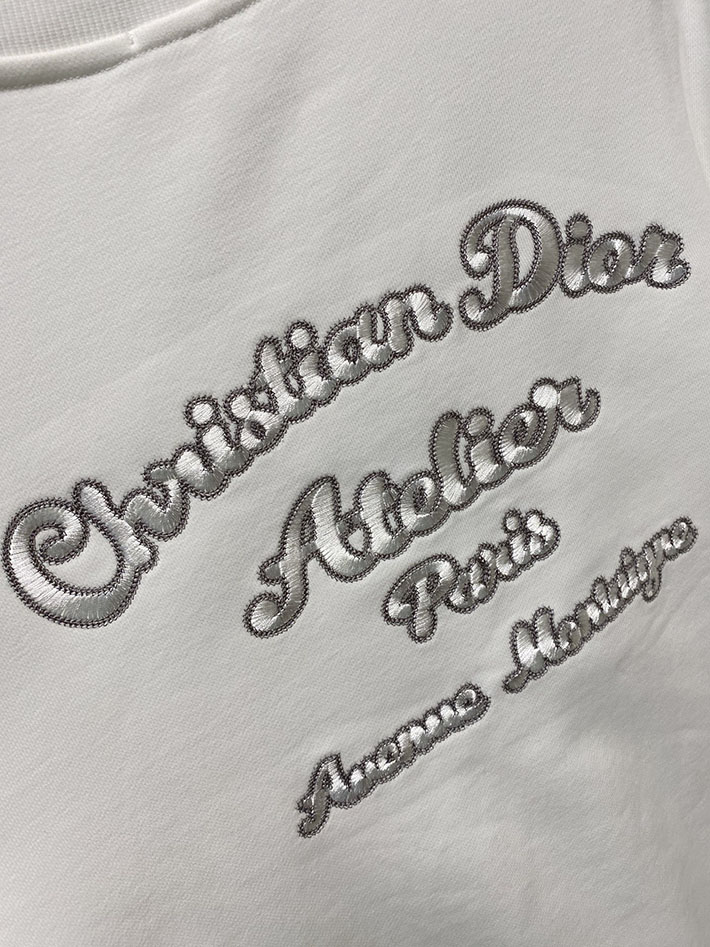 Christian Dior
Atelier
Paris
Avenue Montaigne